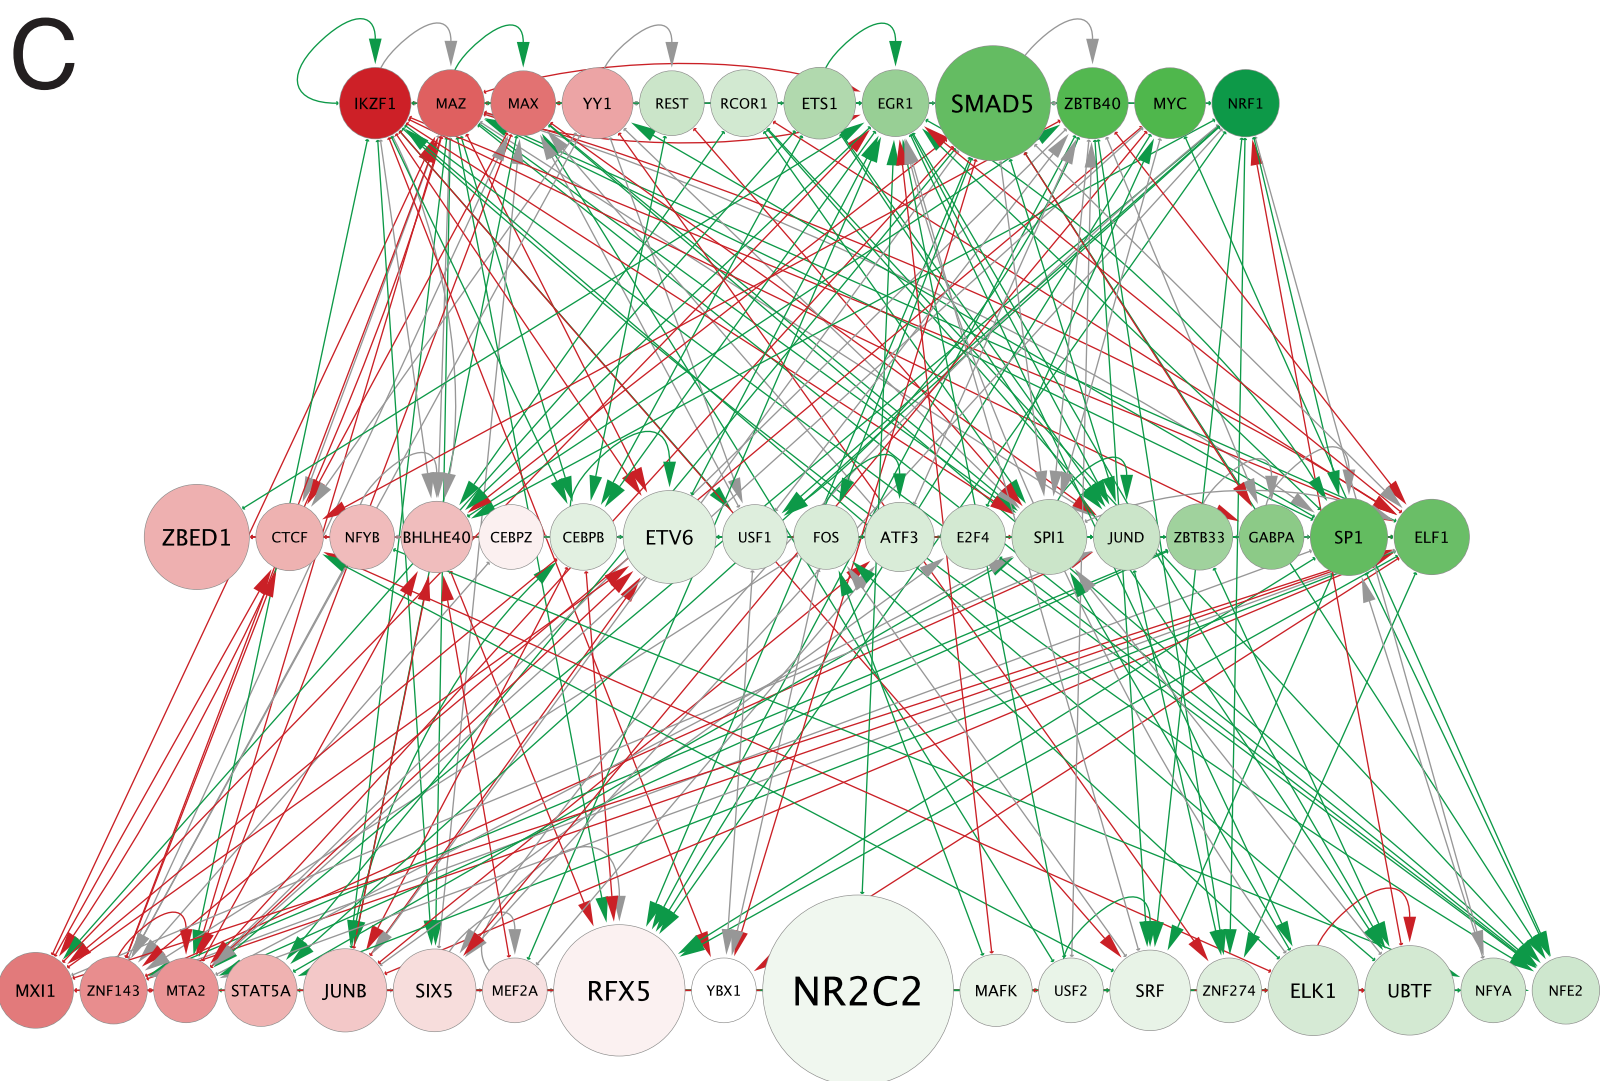 C
IKZF1 MAZ MAX YY1 REST RCOR1 ETS1 EGR1 SMAD5 ZBTB40 MYC NRF1
ZBED1 CTCF NFYB BHLHE40 CEBPZ CEBPB ETV6 USF1 FOS ATF3 E2F4 SPI1 JUND ZBTB33 GABPA SP1 ELF1
MXI1 ZNF143 MTA2 STAT5A JUNB SIX5 MEF2A RFX5 YBX1 NR2C2 MAFK USF2 SRF ZNF274 ELK1 UBTF NFYA NFE2